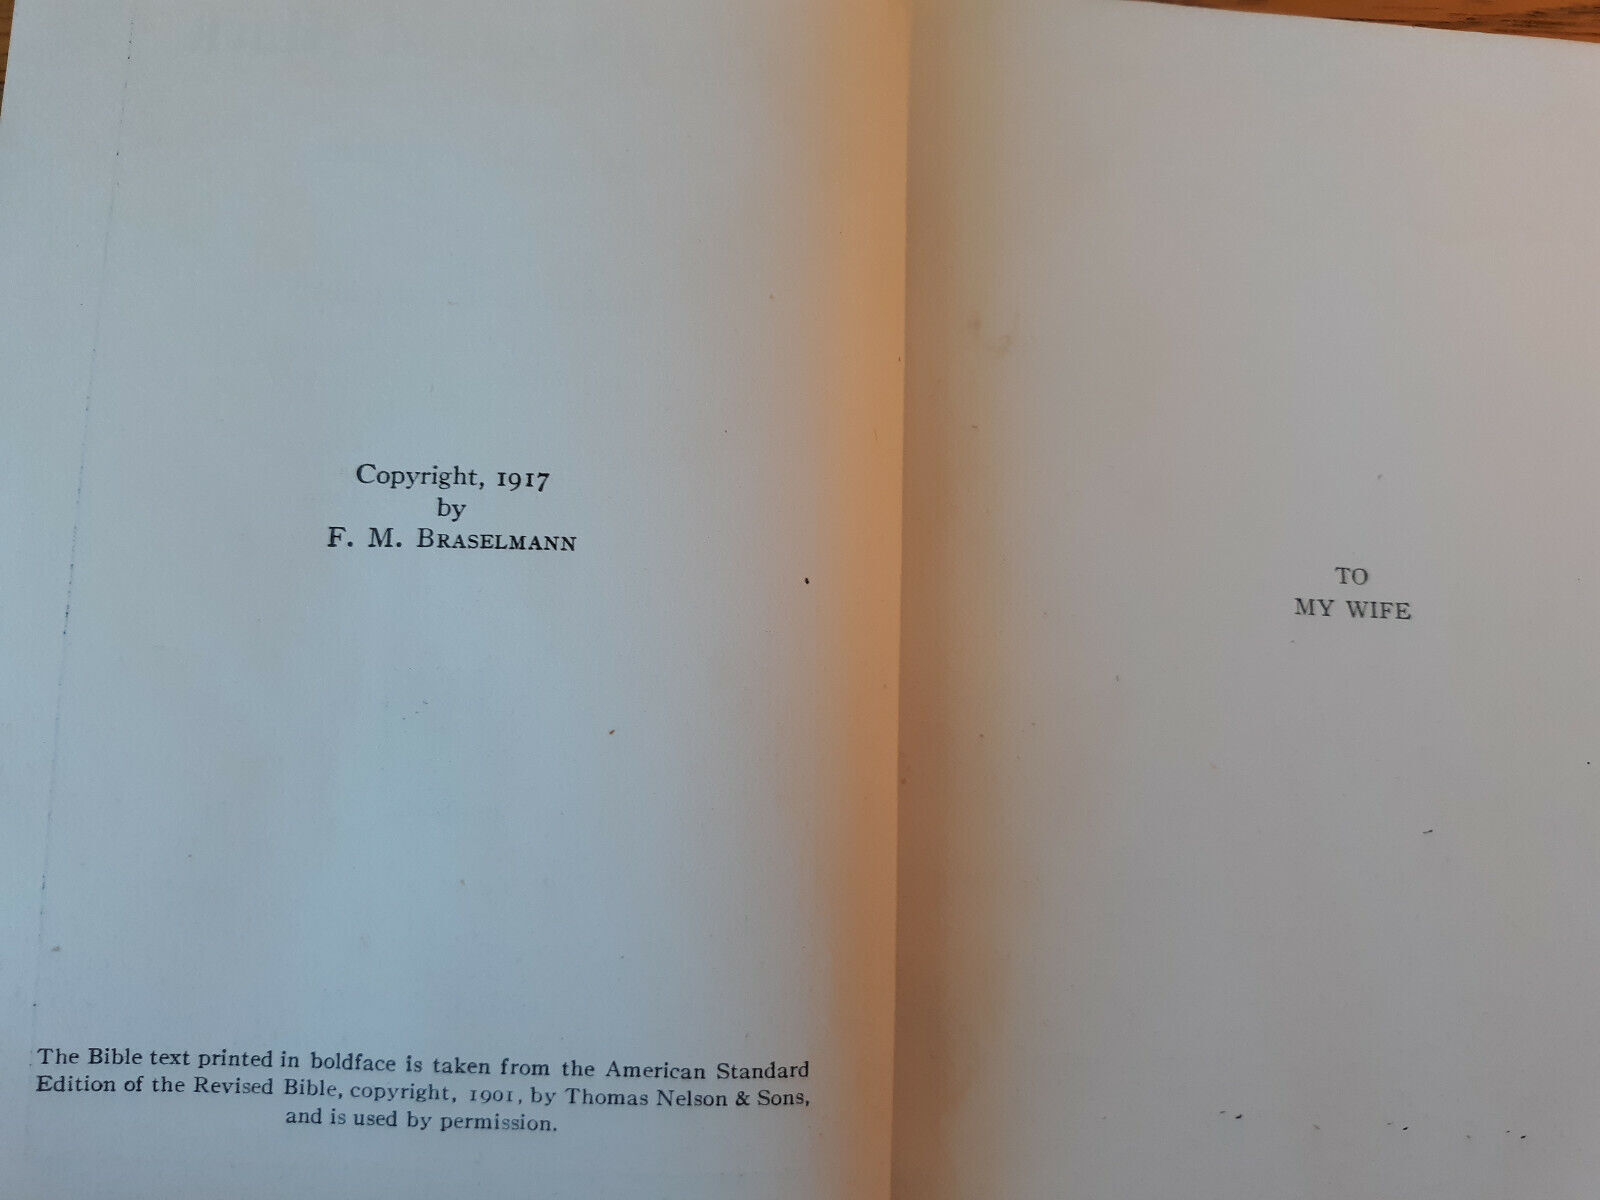 Copyright, 1917
by
F. M. BRASELMANN
The Bible text printed in boldface is taken from the American Standard
Edition of the Revised Bible, copyright, 1901, by Thomas Nelson & Sons,
and is used by permission.
TO
MY WIFE